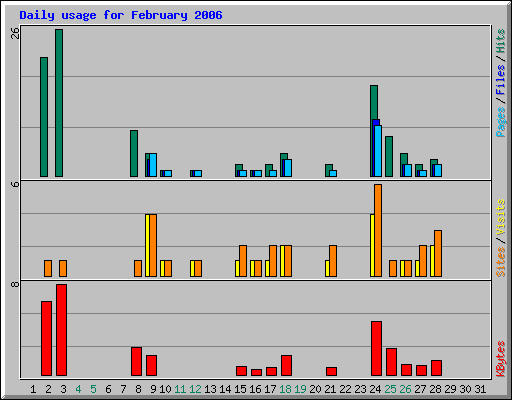 Daily usage for February 2006
26
6
8
Pages/Files/Hits
Sites/Visits
KBytes
1 2 3 4 5 6 7 8 9 10 11 12 13 14 15 16 17 18 19 20 21 22 23 24 25 26 27 28 29 30 31